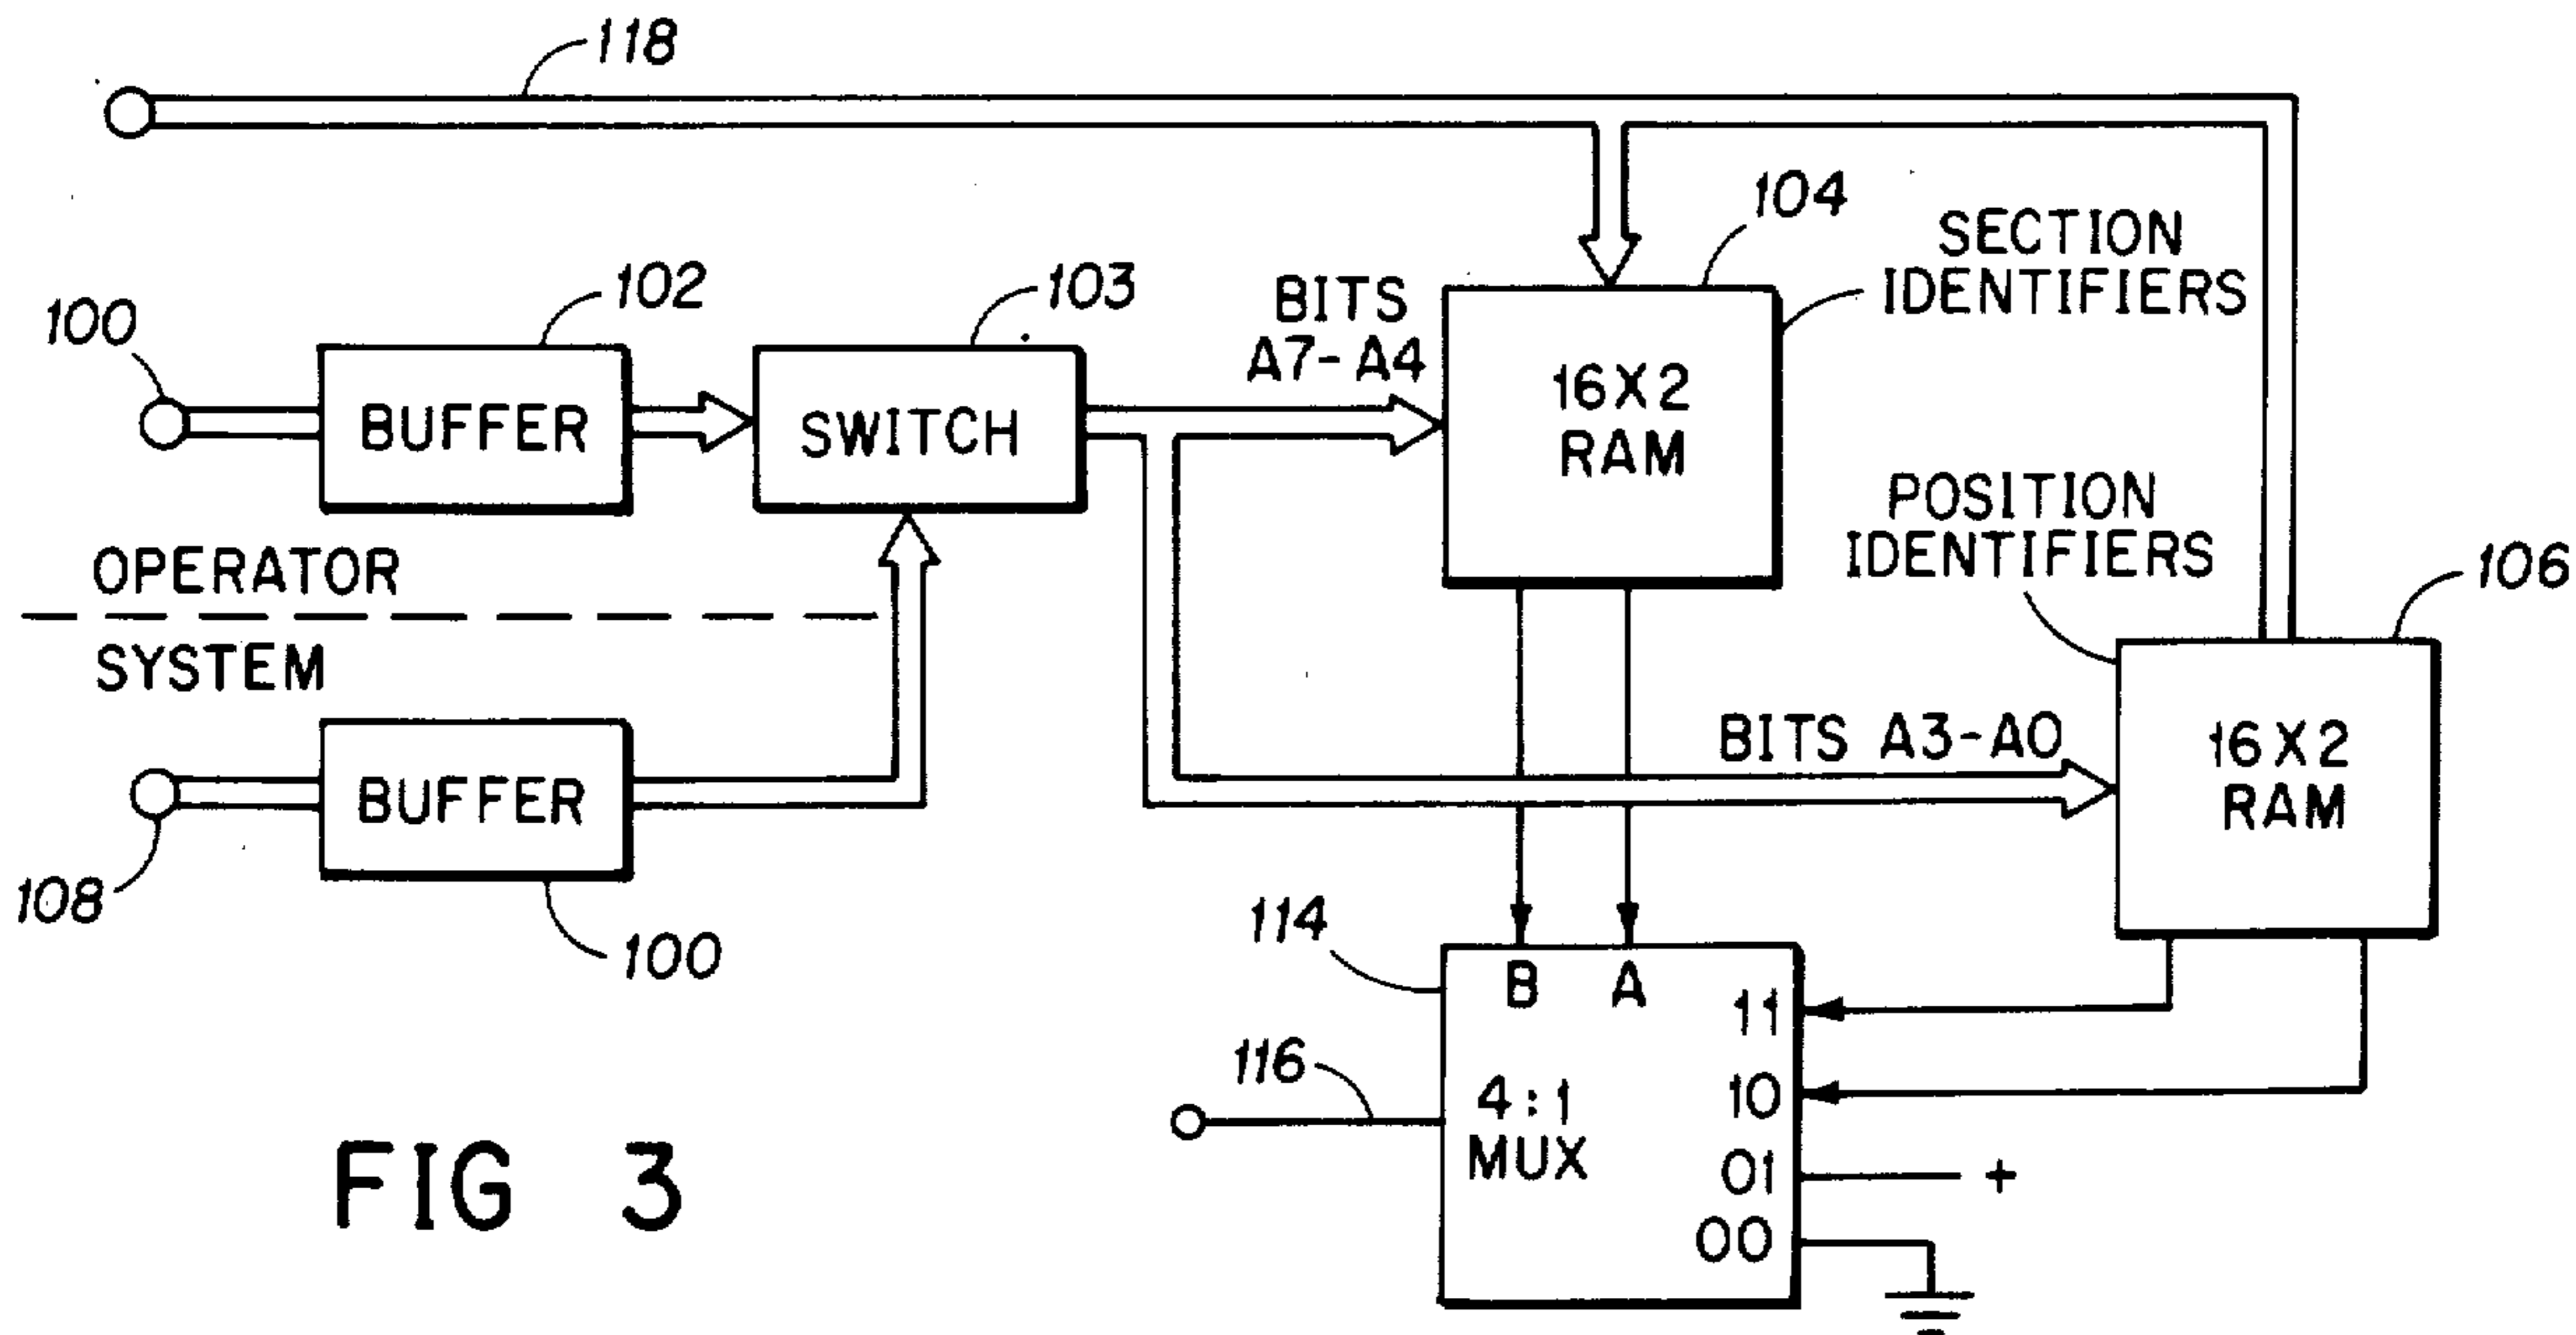 118
104
SECTION
IDENTIFIERS
102
103
100
BITS
A7-A4
BUFFER
SWITCH
16X2
RAM
POSITION
IDENTIFIERS
106
OPERATOR
SYSTEM
BITS A3-A0
16X2
RAM
BUFFER
108
100
114
B A
11
116
10
4:1
MUX
01 +
00
FIG 3